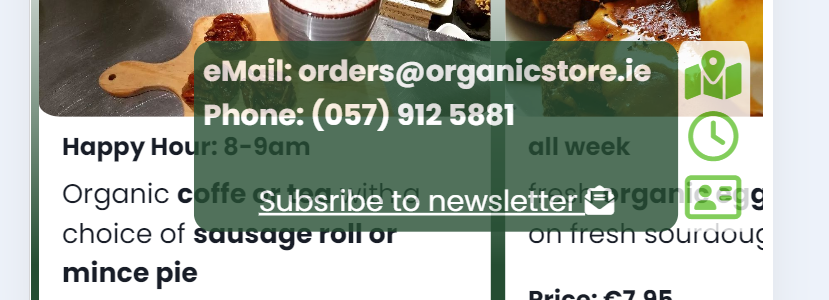 eMail: orders@organicstore.ie
Phone: (057) 912 5881
Subsribe to newsletter
Happy Hour: 8-9am
Organic coffe or tea with a
choice of sausage roll or
mince pie
all week
fresh organic egg
on fresh sourdoug
Price: €7.95